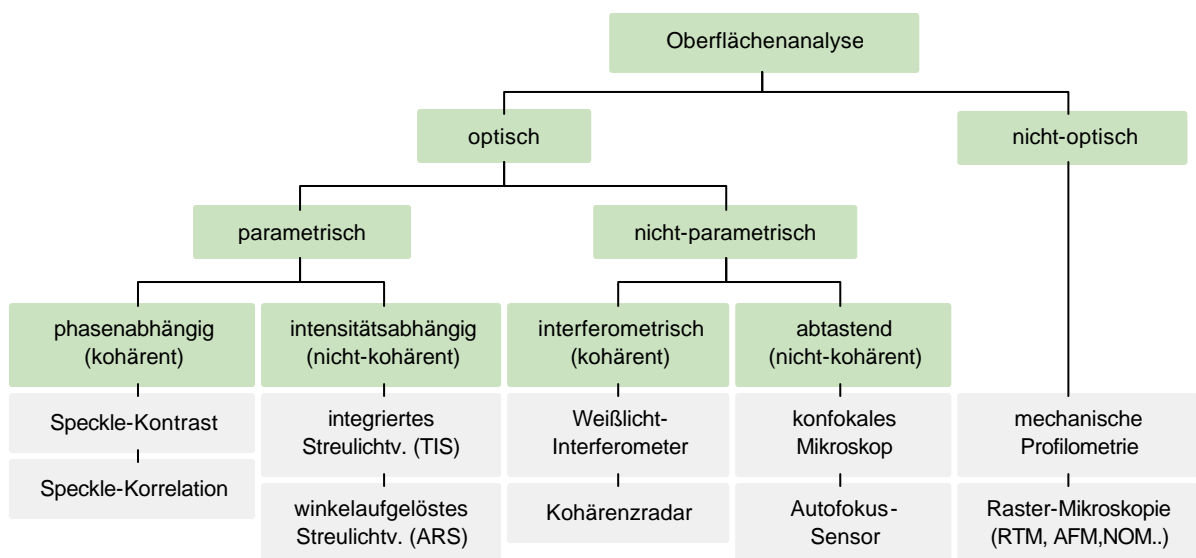 Oberflächenanalyse
optisch
nicht-optisch
parametrisch
nicht-parametrisch
phasenabhängig
(kohärent)
intensitätsabhängig
(nicht-kohärent)
interferometrisch
(kohärent)
abtastend
(nicht-kohärent)
Speckle-Kontrast
integriertes
Streulichtv. (TIS)
Weißlicht-
Interferometer
konfokales
Mikroskop
mechanische
Profilometrie
Speckle-Korrelation
winkelaufgelöstes
Streulichtv. (ARS)
Kohärenzradar
Autofokus-
Sensor
Raster-Mikroskopie
(RTM, AFM,NOM..)